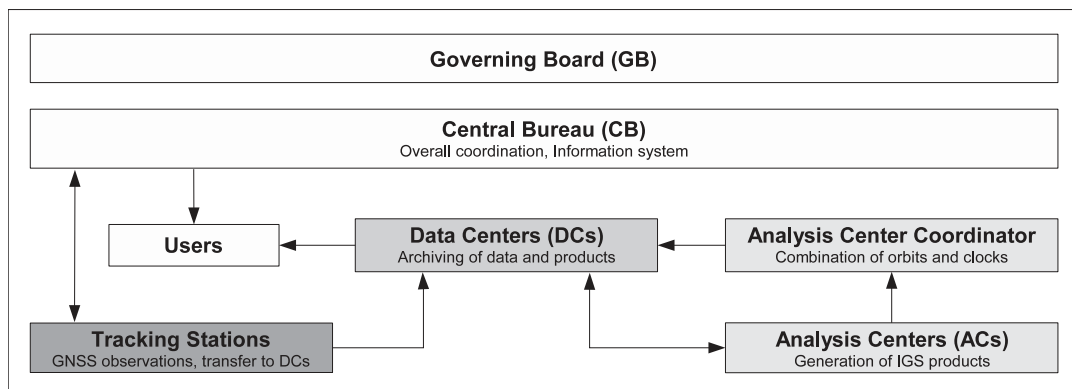 Governing Board (GB)
Central Bureau (CB)
Overall coordination, Information system
Users
Data Centers (DCs)
Archiving of data and products
Analysis Center Coordinator
Combination of orbits and clocks
Tracking Stations
GNSS observations, transfer to DCs
Analysis Centers (ACs)
Generation of IGS products